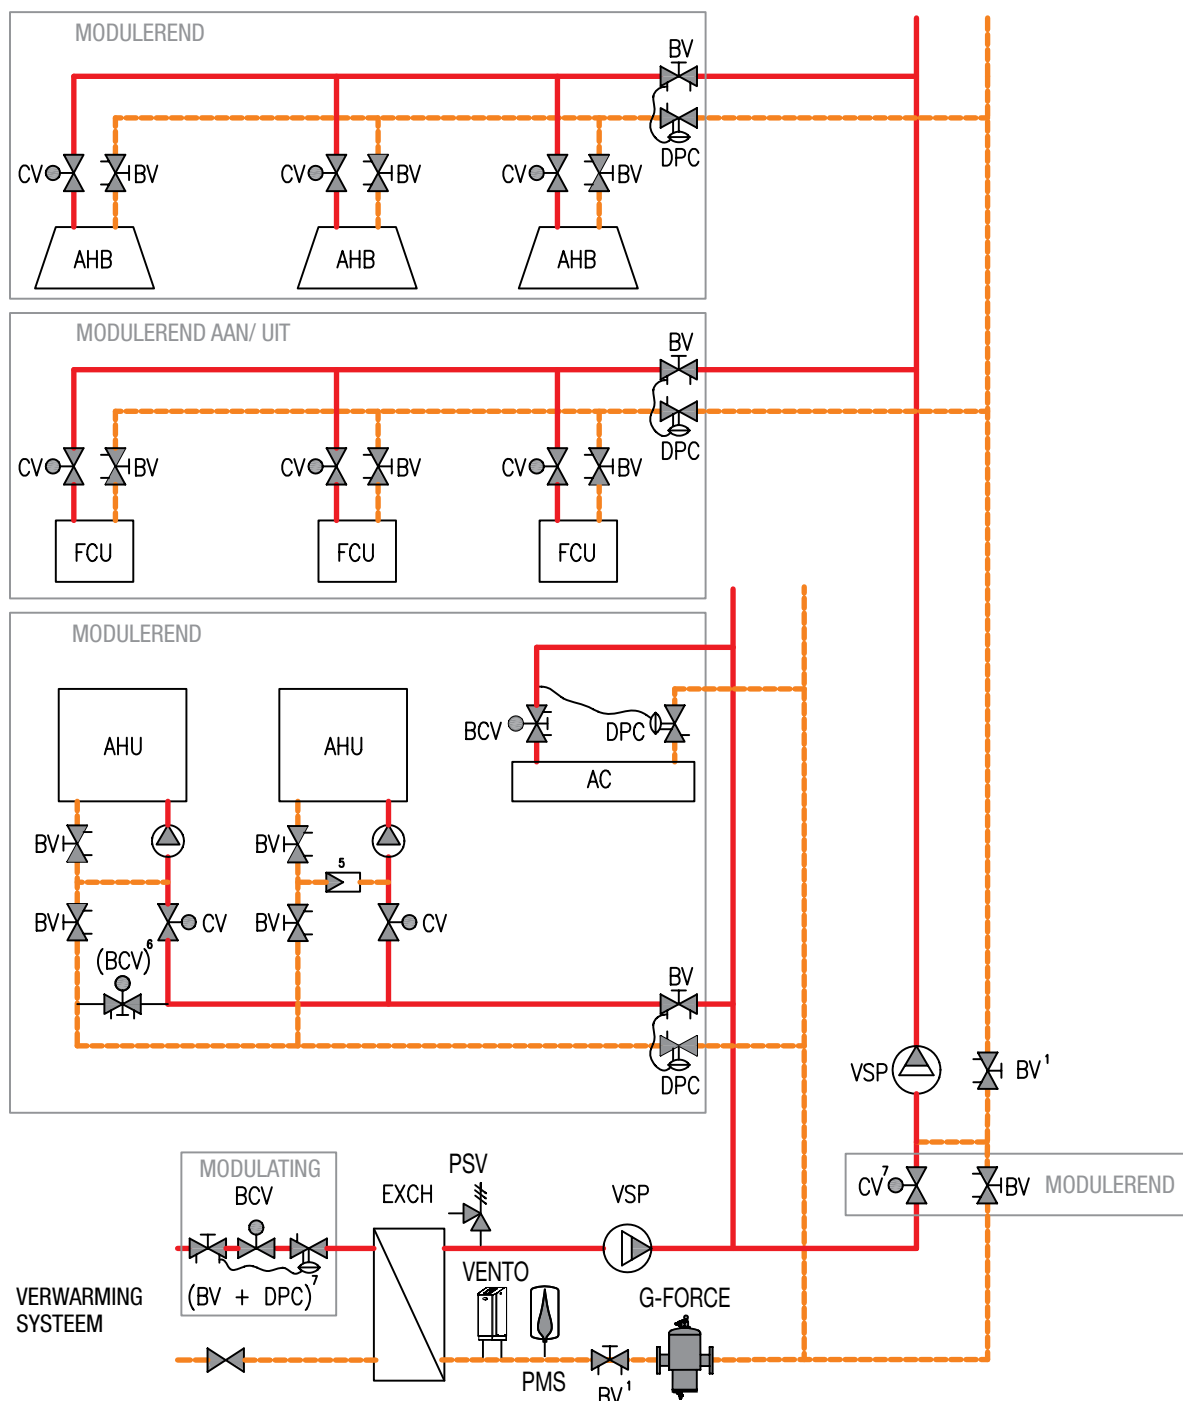 MODULEREND
BV
DPC
CV BV CV BV CV BV
AHB AHB AHB
MODULEREND AAN/ UIT
BV
DPC
CV BV CV BV CV BV
FCU FCU FCU
MODULEREND
AHU AHU
BCV DPC
AC
BV BV
5
BV CV BV CV
(BCV)6
BV
DPC
VSP BV1
MODULATING
BCV
(BV + DPC)7
EXCH
PSV
VSP
CV7 BV MODULEREND
VERWARMING
SYSTEEM
VENTO
G-FORCE
PMS
BV1